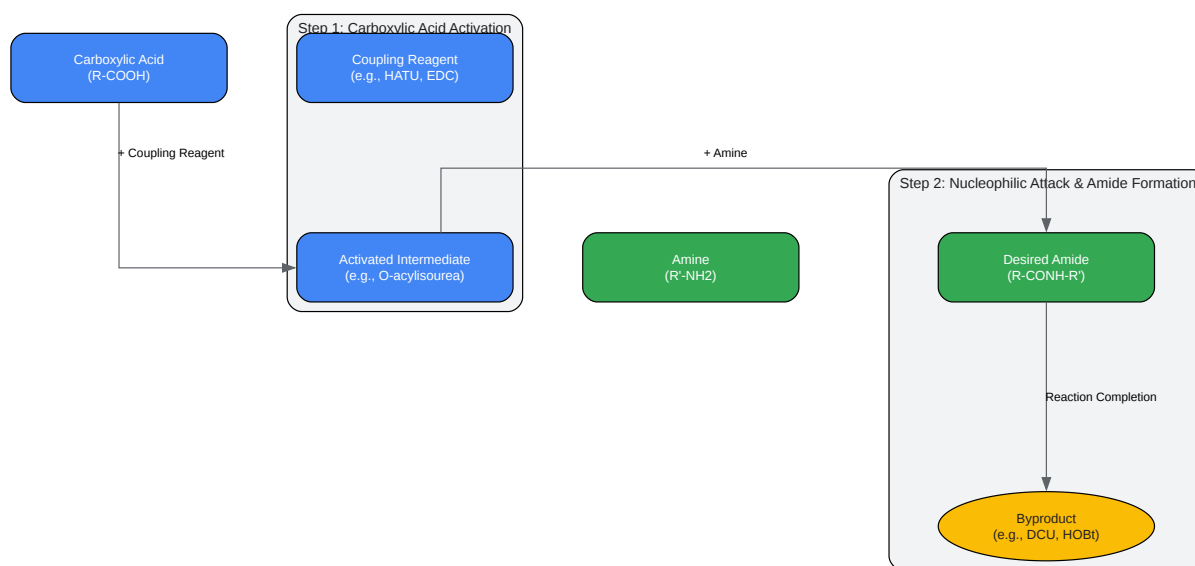 Step 1: Carboxylic Acid Activation
Carboxylic Acid
(R-COOH)
Coupling Reagent
(e.g., HATU, EDC)
+ Coupling Reagent
+ Amine
Step 2: Nucleophilic Attack & Amide Formation
Activated Intermediate
(e.g., O-acylisourea)
Amine
(R'-NH2)
Desired Amide
(R-CONH-R')
Reaction Completion
Byproduct
(e.g., DCU, HOBt)